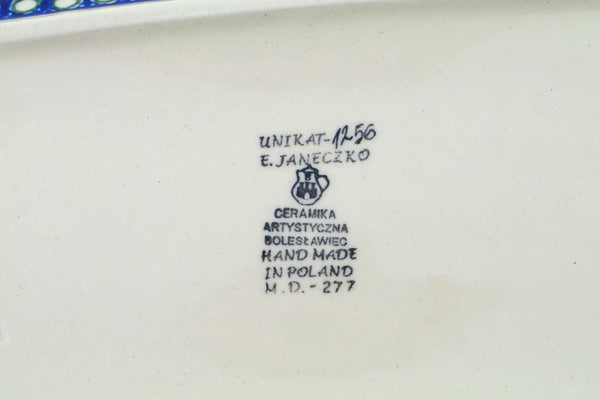 UNIKAT-1256
E. JANECZKO
CERAMIKA
ARTYSTYCZNA
BOLESŁAWIEC
HAND MADE
IN POLAND
M.D. - 277